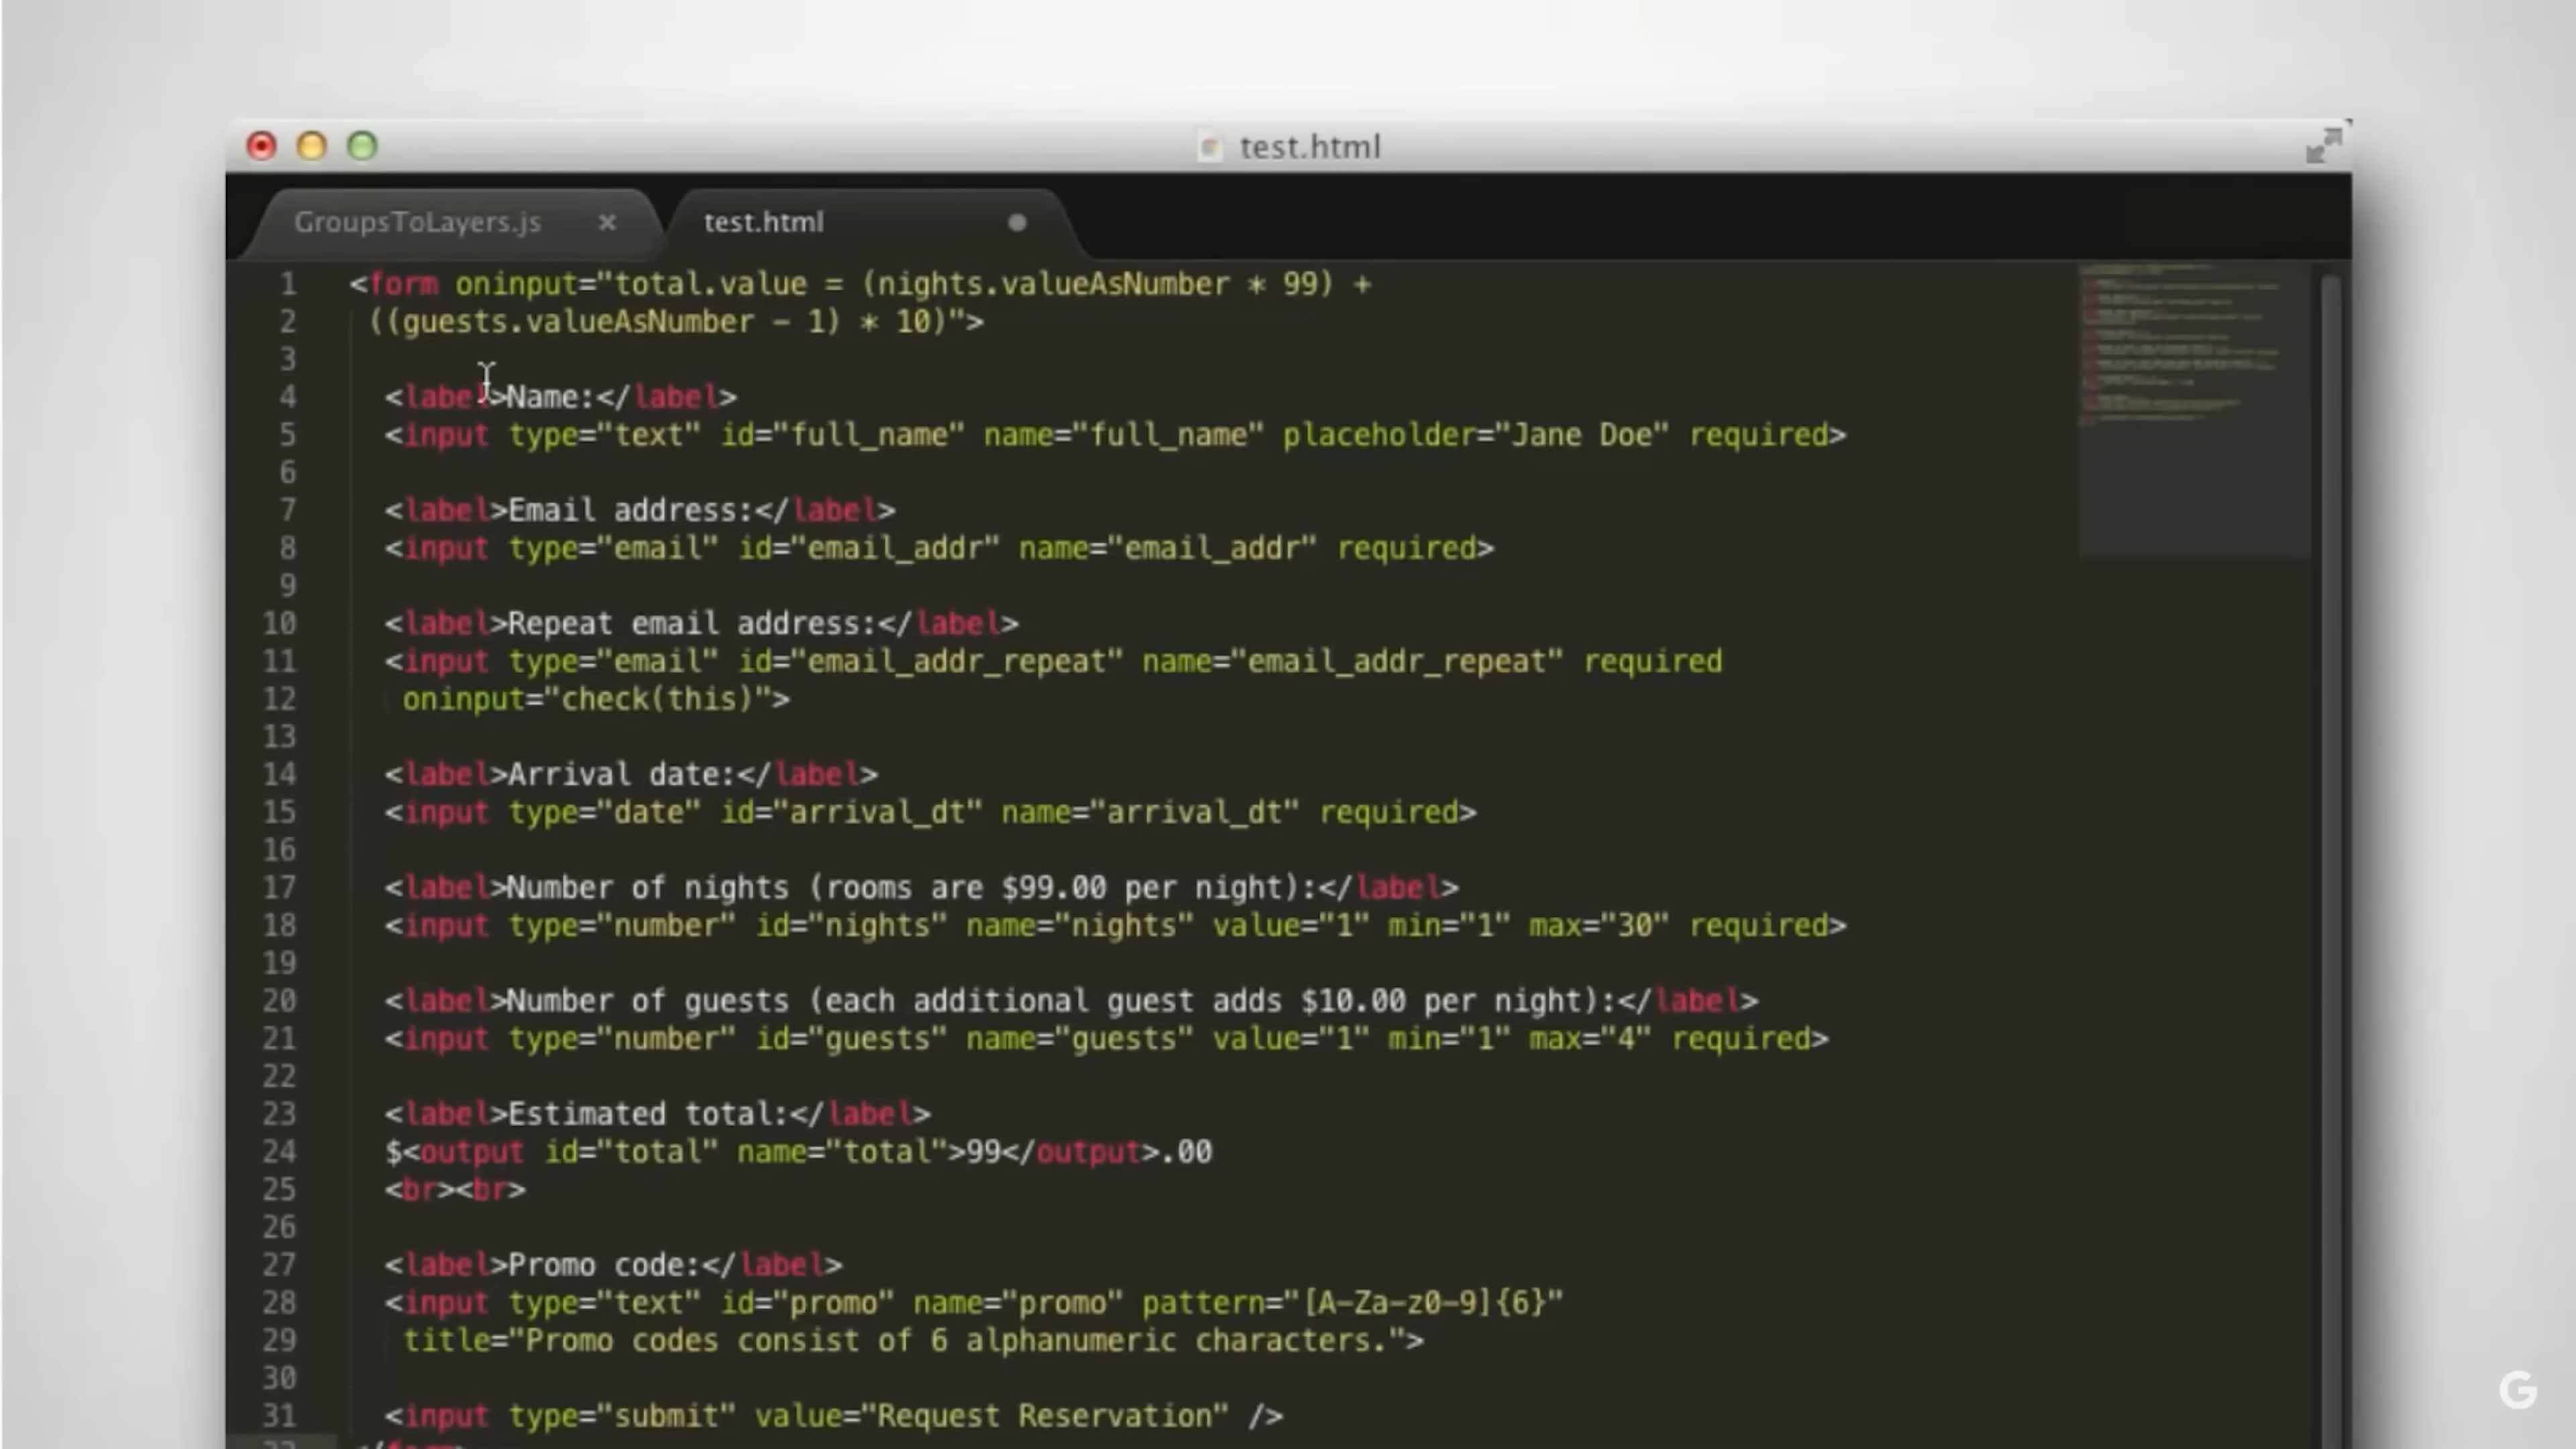 test.html
GroupsToLayers.js × test.html
1 <form oninput="total.value = (nights.valueAsNumber * 99) +
2 ((guests.valueAsNumber - 1) * 10)">
3
4 <label>Name:</label>
5 <input type="text" id="full_name" name="full_name" placeholder="Jane Doe" required>
6
7 <label>Email address:</label>
8 <input type="email" id="email_addr" name="email_addr" required>
9
10 <label>Repeat email address:</label>
11 <input type="email" id="email_addr_repeat" name="email_addr_repeat" required
12 oninput="check(this)">
13
14 <label>Arrival date:</label>
15 <input type="date" id="arrival_dt" name="arrival_dt" required>
16
17 <label>Number of nights (rooms are $99.00 per night):</label>
18 <input type="number" id="nights" name="nights" value="1" min="1" max="30" required>
19
20 <label>Number of guests (each additional guest adds $10.00 per night):</label>
21 <input type="number" id="guests" name="guests" value="1" min="1" max="4" required>
22
23 <label>Estimated total:</label>
24 $<output id="total" name="total">99</output>.00
25 <br><br>
26
27 <label>Promo code:</label>
28 <input type="text" id="promo" name="promo" pattern="[A-Za-z0-9]{6}"
29 title="Promo codes consist of 6 alphanumeric characters.">
30
31 <input type="submit" value="Request Reservation" />
G